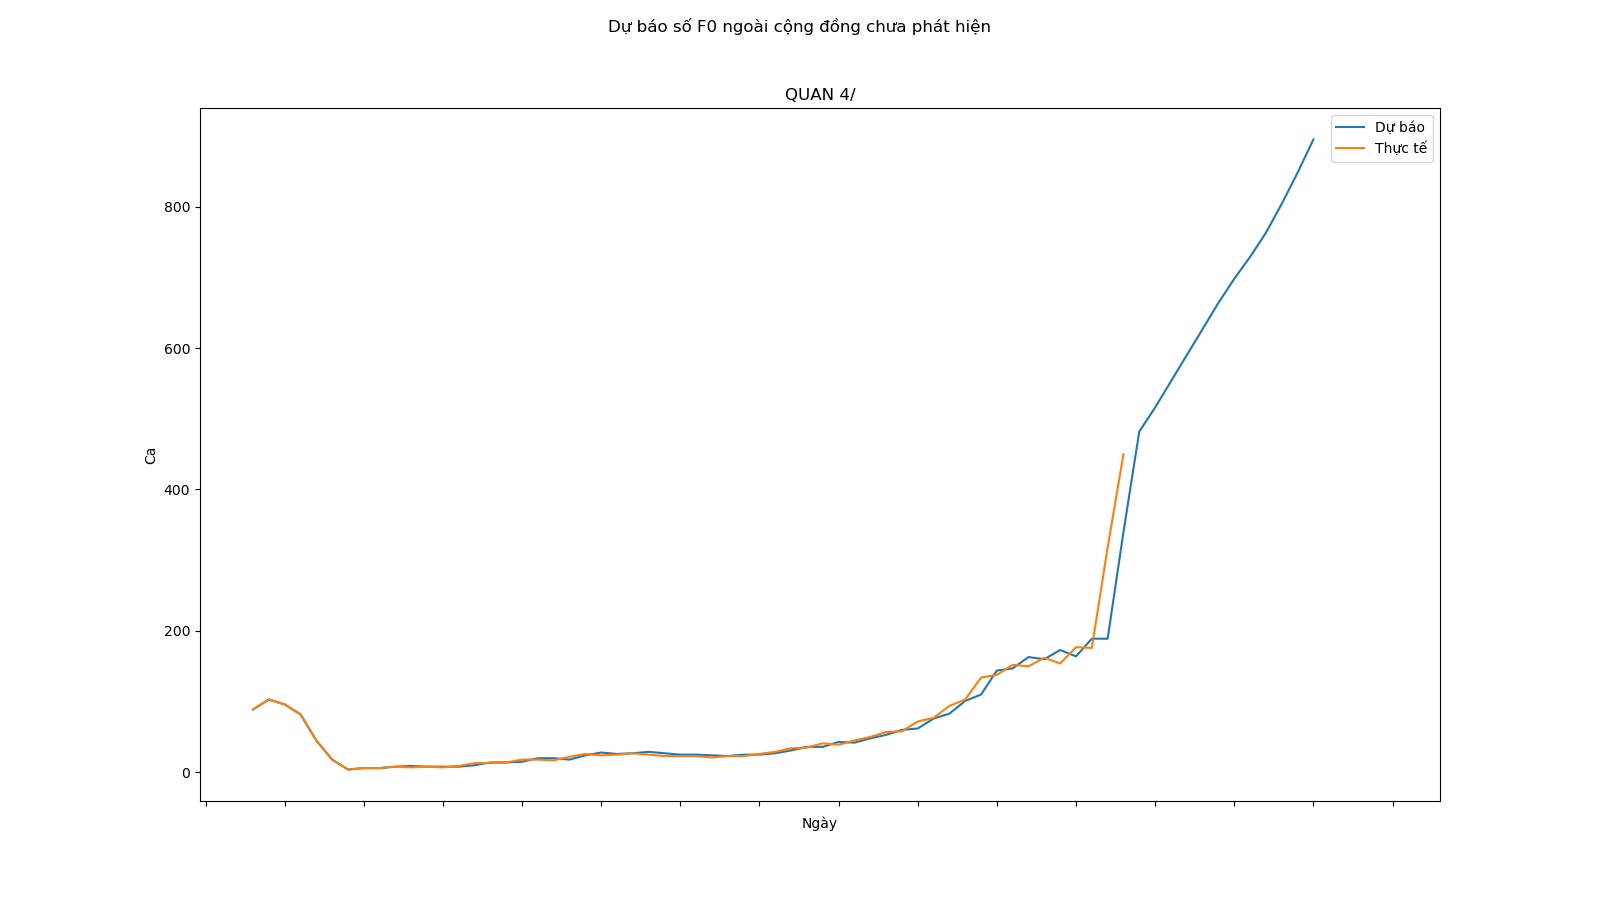 Dự báo số F0 ngoài cộng đồng chưa phát hiện
QUAN 4/
Dự báo
Thực tế
800
600
400
200
0
Ca
Ngày